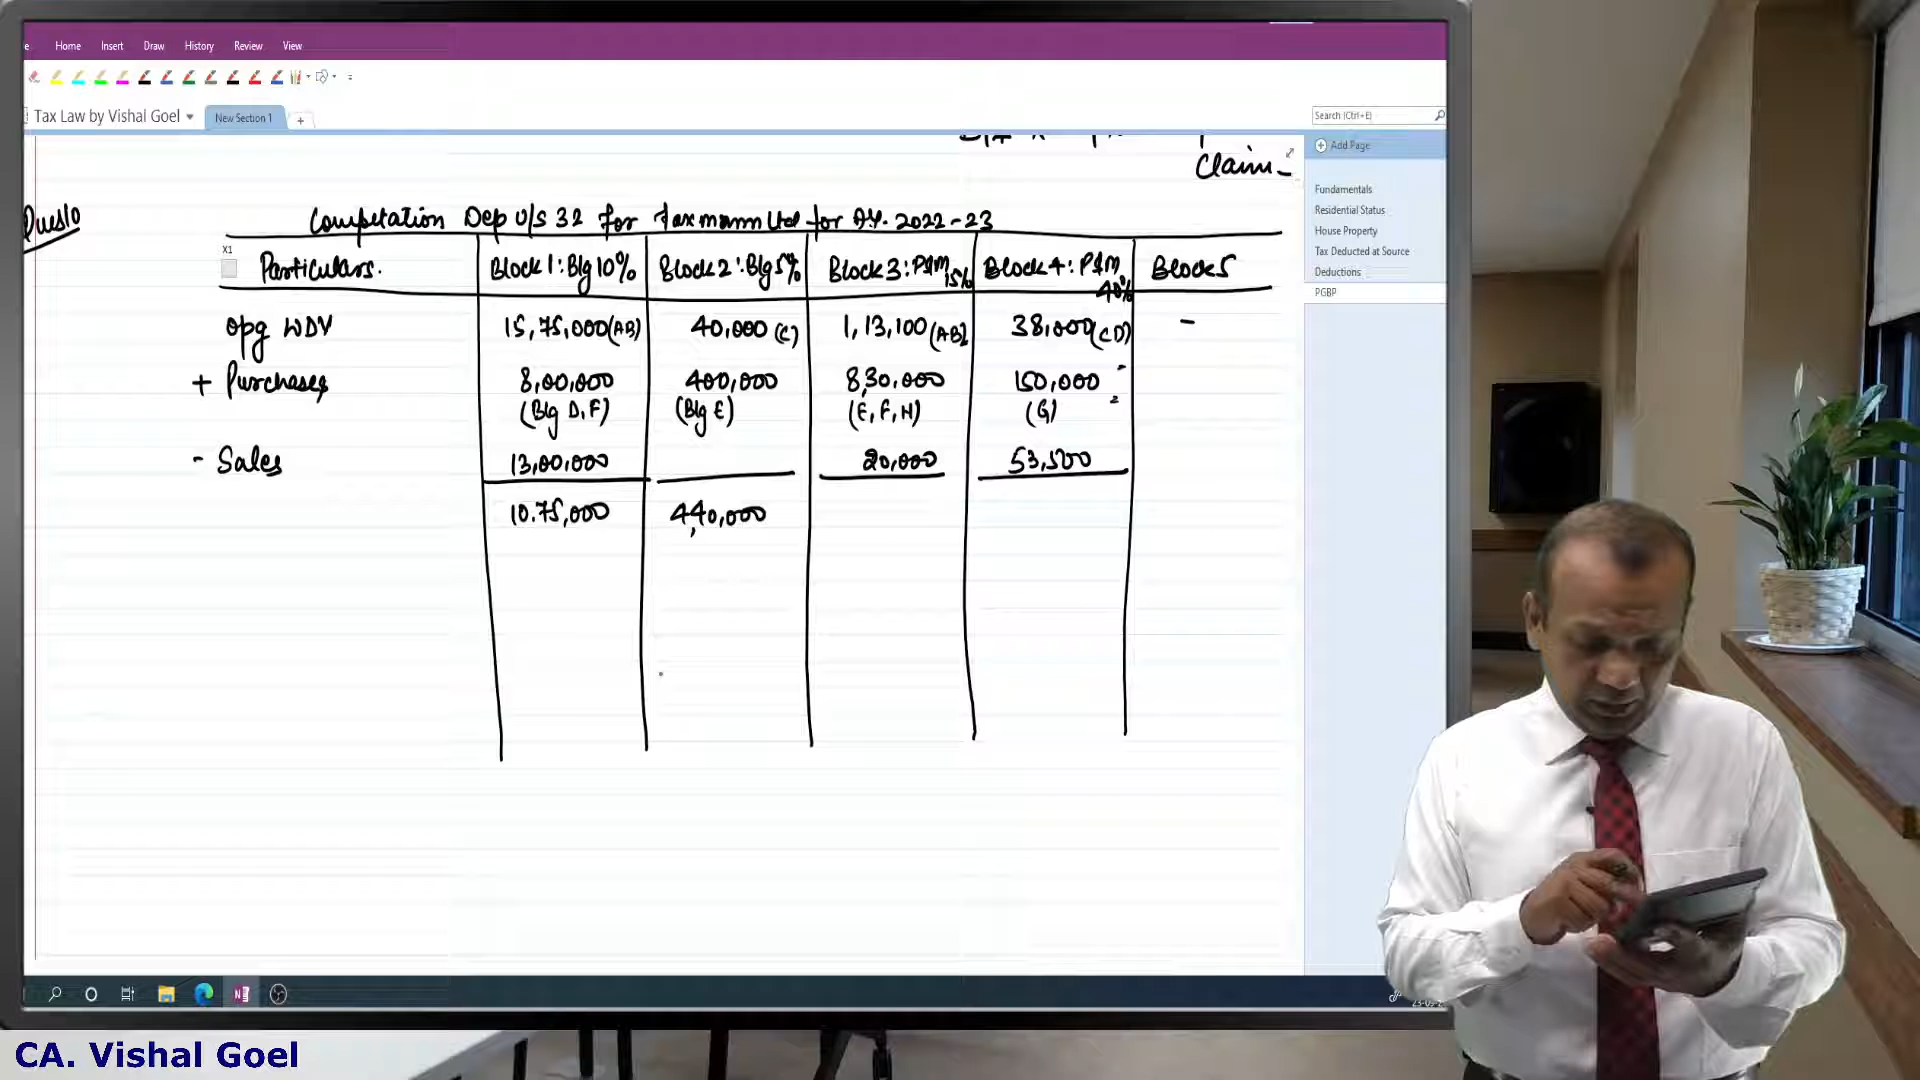 Home Insert Draw History Review View
Tax Law by Vishal Goel New Section 1 +
Search (Ctrl+E)
Add Page
Fundamentals
Residential Status
House Property
Tax Deducted at Source
Deductions
PGBP
Claim
Ques10
Computation Dep U/S 32 for Taxmann Ltd for A.Y. 2022-23
X1
Particulars. Block 1: Blg 10% Block 2: Blg 5% Block 3: P&M 15% Block 4: P&M 40% Block 5
opg WDV 15,75,000 (AB) 40,000 (C) 1,13,100 (AB) 38,000 (CD) -
+ Purchases 8,00,000 400,000 8,30,000 150,000
(Blg D, F) (Blg E) (E, F, H) (G)
- Sales 13,00,000 20,000 53,500
10.75,000 4,40,000
CA. Vishal Goel